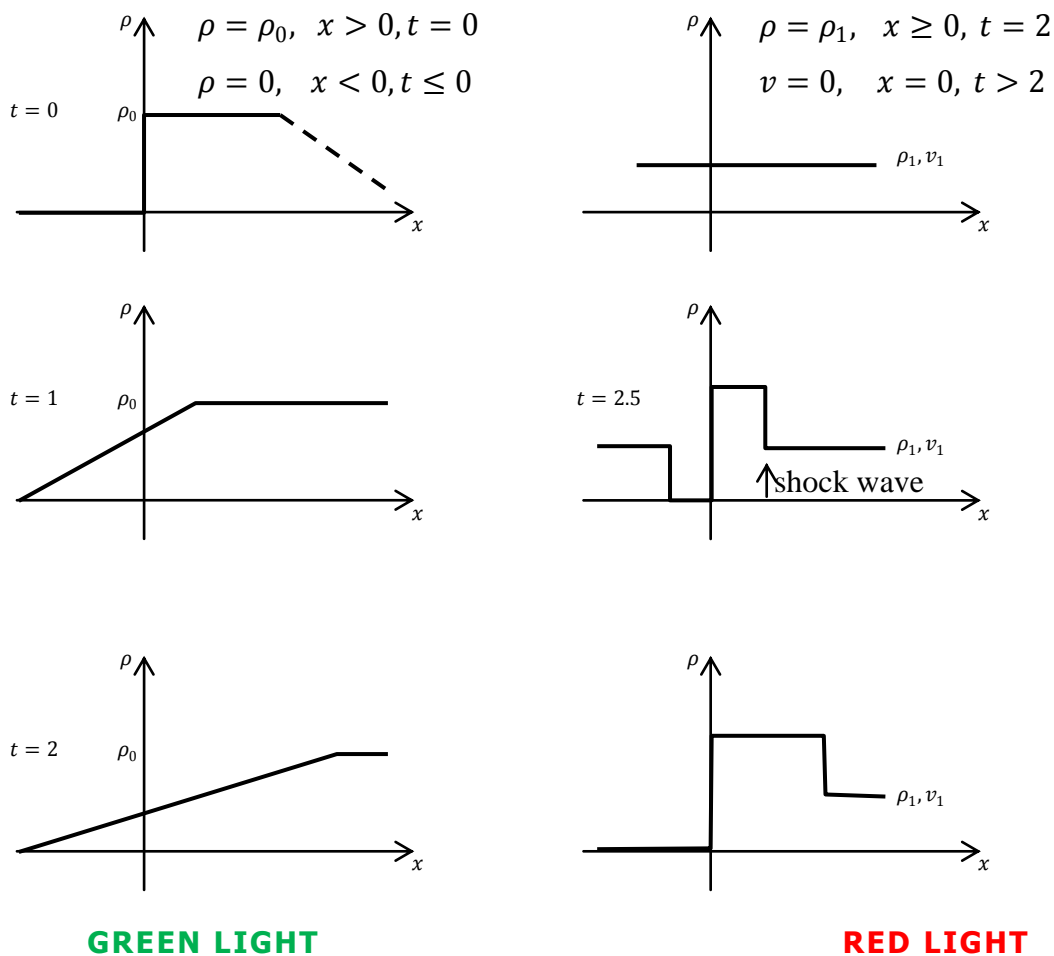 ρ
ρ = ρ₀, x > 0, t = 0
ρ = 0, x < 0, t ≤ 0
t = 0
ρ₀
x
ρ
ρ = ρ₁, x ≥ 0, t = 2
v = 0, x = 0, t > 2
ρ₁, v₁
x
ρ
t = 1
ρ₀
x
ρ
t = 2.5
ρ₁, v₁
shock wave
x
ρ
t = 2
ρ₀
x
ρ
ρ₁, v₁
x
GREEN LIGHT
RED LIGHT